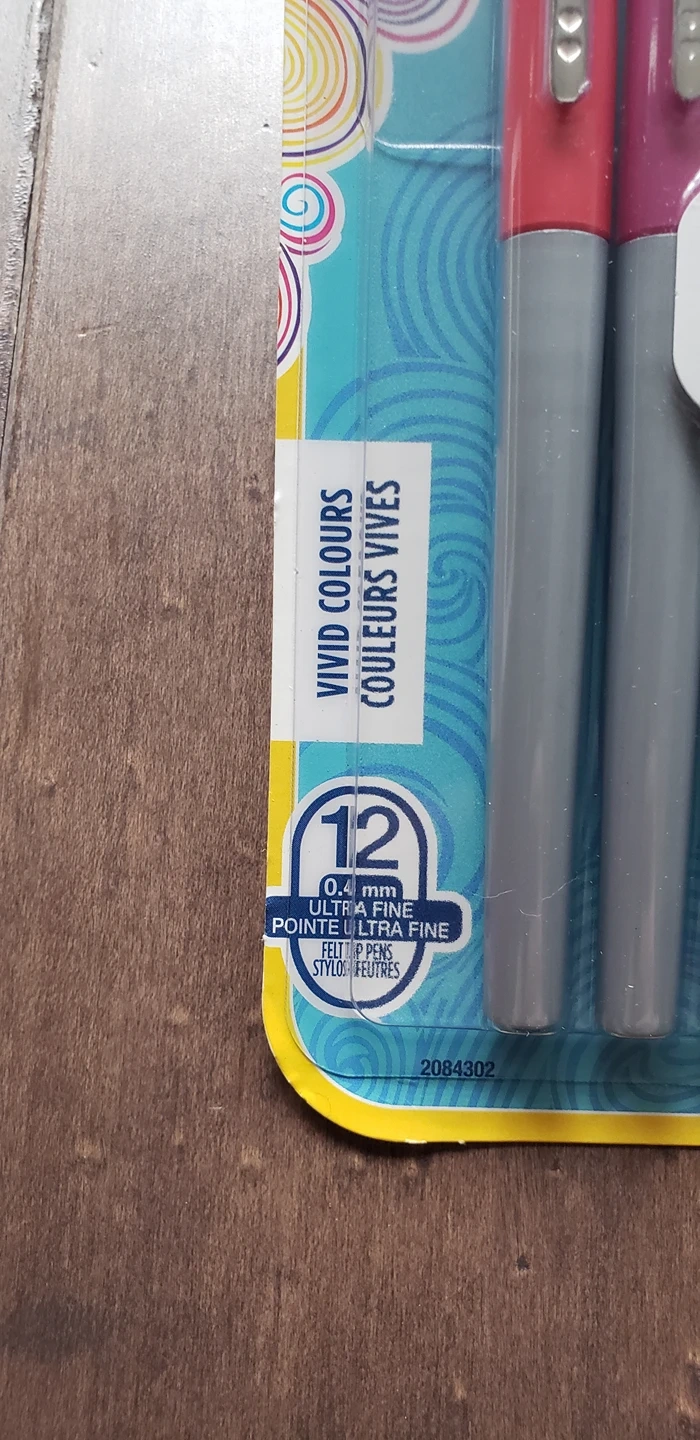 VIVID COLOURS
COULEURS VIVES
12
0.4 mm
ULTRA FINE
POINTE ULTRA FINE
FELT TIP PENS
STYLOS-FEUTRES
2084302